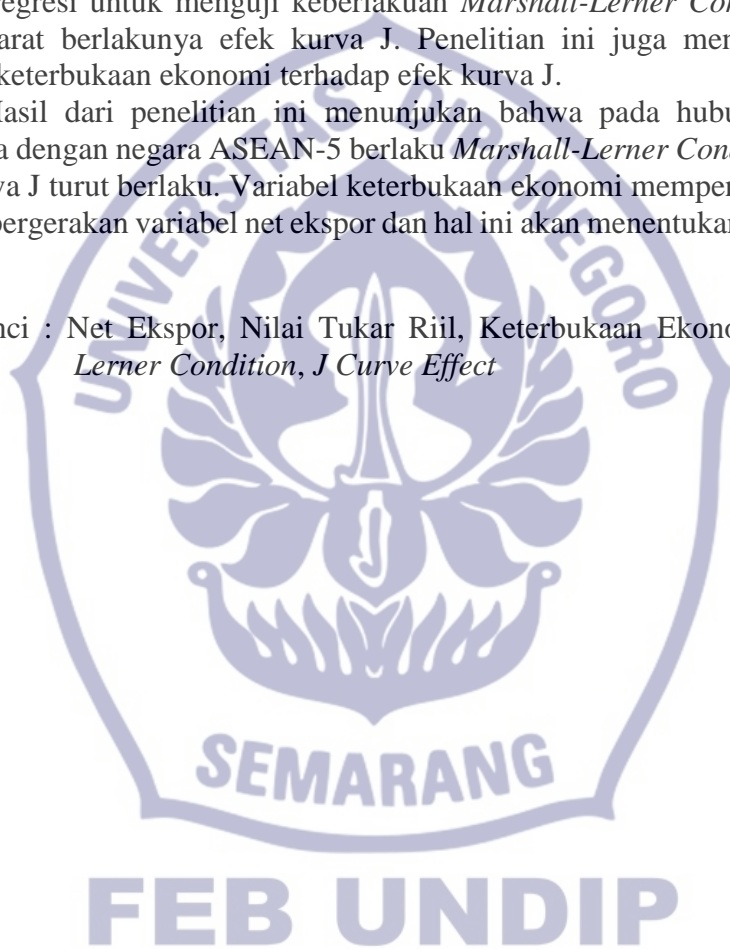 regresi untuk menguji keberlakuan Marshall-Lerner Con
arat berlakunya efek kurva J. Penelitian ini juga men
keterbukaan ekonomi terhadap efek kurva J.
Hasil dari penelitian ini menunjukan bahwa pada hubu
a dengan negara ASEAN-5 berlaku Marshall-Lerner Cond
va J turut berlaku. Variabel keterbukaan ekonomi mempen
pergerakan variabel net ekspor dan hal ini akan menentukan
nci : Net Ekspor, Nilai Tukar Riil, Keterbukaan Ekono
Lerner Condition, J Curve Effect
UNIVERSITAS DIPONEGORO
SEMARANG
FEB UNDIP